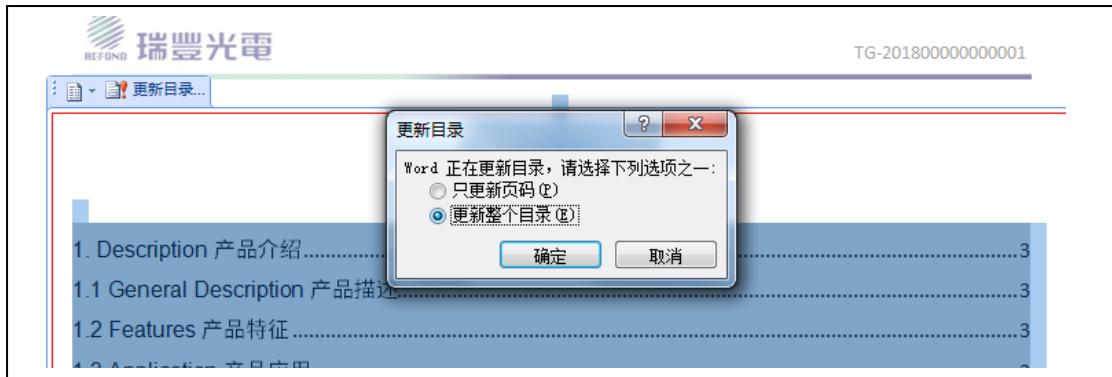 REFOND 瑞豐光電
TG-201800000000001
更新目录...
更新目录
Word 正在更新目录，请选择下列选项之一：
只更新页码(P)
更新整个目录(E)
确定 取消
1. Description 产品介绍........................3
1.1 General Description 产品描述........................3
1.2 Features 产品特征........................3